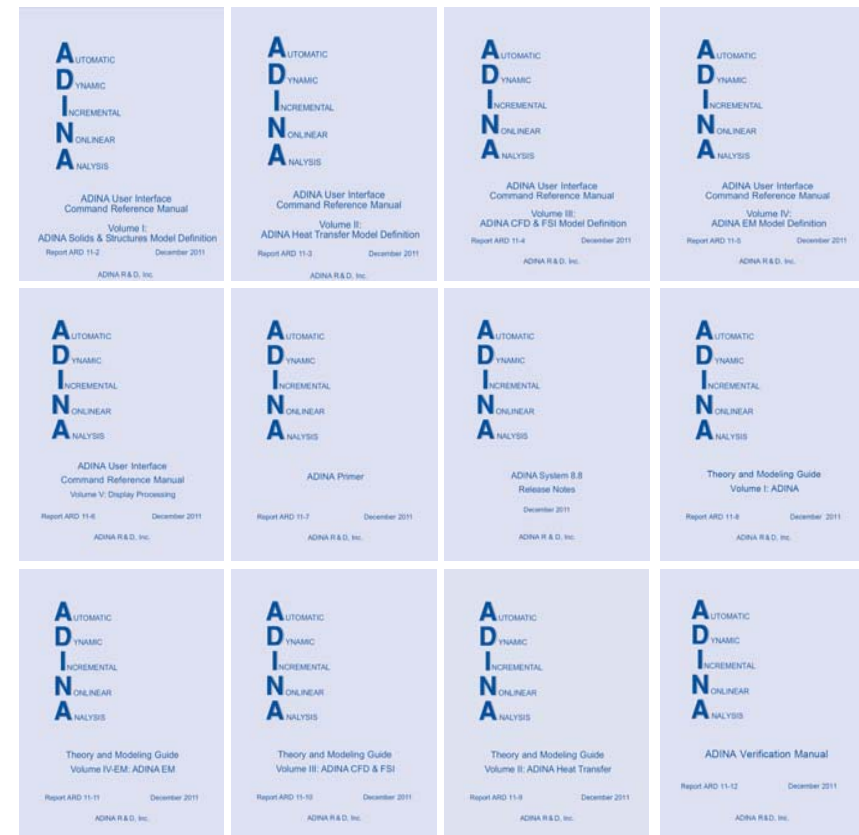 AUTOMATIC
DYNAMIC
INCREMENTAL
NONLINEAR
ANALYSIS
ADINA User Interface
Command Reference Manual
Volume I:
ADINA Solids & Structures Model Definition
Report ARD 11-2 December 2011
ADINA R & D, Inc.
AUTOMATIC
DYNAMIC
INCREMENTAL
NONLINEAR
ANALYSIS
ADINA User Interface
Command Reference Manual
Volume II:
ADINA Heat Transfer Model Definition
Report ARD 11-3 December 2011
ADINA R & D, Inc.
AUTOMATIC
DYNAMIC
INCREMENTAL
NONLINEAR
ANALYSIS
ADINA User Interface
Command Reference Manual
Volume III:
ADINA CFD & FSI Model Definition
Report ARD 11-4 December 2011
ADINA R & D, Inc.
AUTOMATIC
DYNAMIC
INCREMENTAL
NONLINEAR
ANALYSIS
ADINA User Interface
Command Reference Manual
Volume IV:
ADINA EM Model Definition
Report ARD 11-5 December 2011
ADINA R & D, Inc.
AUTOMATIC
DYNAMIC
INCREMENTAL
NONLINEAR
ANALYSIS
ADINA User Interface
Command Reference Manual
Volume V: Display Processing
Report ARD 11-6 December 2011
ADINA R & D, Inc.
AUTOMATIC
DYNAMIC
INCREMENTAL
NONLINEAR
ANALYSIS
ADINA Primer
Report ARD 11-7 December 2011
ADINA R & D, Inc.
AUTOMATIC
DYNAMIC
INCREMENTAL
NONLINEAR
ANALYSIS
ADINA System 8.8
Release Notes
December 2011
ADINA R & D, Inc.
AUTOMATIC
DYNAMIC
INCREMENTAL
NONLINEAR
ANALYSIS
Theory and Modeling Guide
Volume I: ADINA
Report ARD 11-8 December 2011
ADINA R & D, Inc.
AUTOMATIC
DYNAMIC
INCREMENTAL
NONLINEAR
ANALYSIS
Theory and Modeling Guide
Volume IV-EM: ADINA EM
Report ARD 11-11 December 2011
ADINA R & D, Inc.
AUTOMATIC
DYNAMIC
INCREMENTAL
NONLINEAR
ANALYSIS
Theory and Modeling Guide
Volume III: ADINA CFD & FSI
Report ARD 11-10 December 2011
ADINA R & D, Inc.
AUTOMATIC
DYNAMIC
INCREMENTAL
NONLINEAR
ANALYSIS
Theory and Modeling Guide
Volume II: ADINA Heat Transfer
Report ARD 11-9 December 2011
ADINA R & D, Inc.
AUTOMATIC
DYNAMIC
INCREMENTAL
NONLINEAR
ANALYSIS
ADINA Verification Manual
Report ARD 11-12 December 2011
ADINA R & D, Inc.